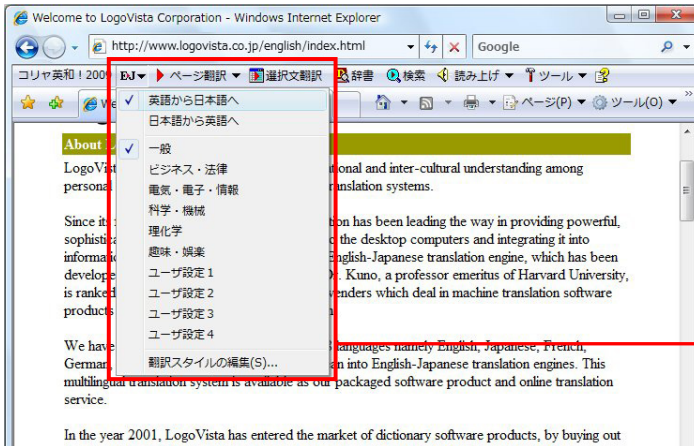 Welcome to LogoVista Corporation - Windows Internet Explorer
http://www.logovista.co.jp/english/index.html
Google
コリャ英和！2009
E›J
ページ翻訳
選択文翻訳
辞書
検索
読み上げ
ツール
We
ページ(P)
ツール(O)
»
英語から日本語へ
日本語から英語へ
一般
ビジネス・法律
電気・電子・情報
科学・機械
理化学
趣味・娯楽
ユーザ設定1
ユーザ設定2
ユーザ設定3
ユーザ設定4
翻訳スタイルの編集(S)...
About L
LogoVist
ional and inter-cultural understanding among
personal
ranslation systems.
Since its
tion has been leading the way in providing powerful,
sophistica
the desktop computers and integrating it into
informatio
English-Japanese translation engine, which has been
develope
r. Kuno, a professor emeritus of Harvard University,
is ranked
venders which deal in machine translation software
products
We have
8 languages namely English, Japanese, French,
German,
an into English-Japanese translation engines. This
multilingual translation system is available as our packaged software product and online translation
service.
In the year 2001, LogoVista has entered the market of dictionary software products, by buying out